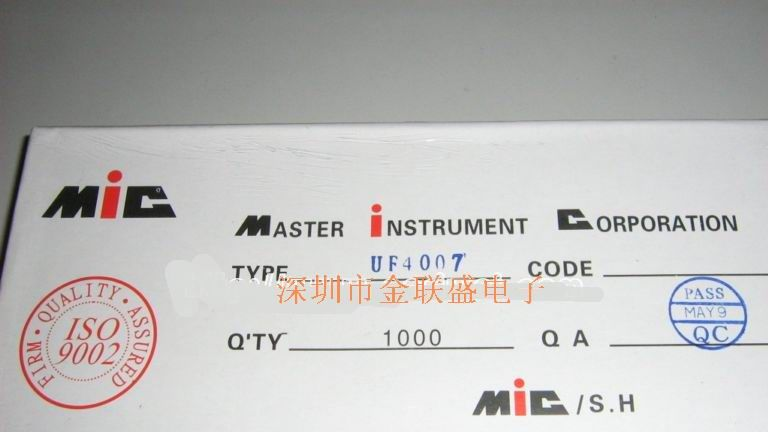 MiC
MASTER iNSTRUMENT CORPORATION
TYPE UF4007 CODE
深圳市金联盛电子
FIRM · QUALITY · ASSURED
ISO
9002
PASS
MAY 9
QC
Q'TY 1000 Q A
MiC /S.H